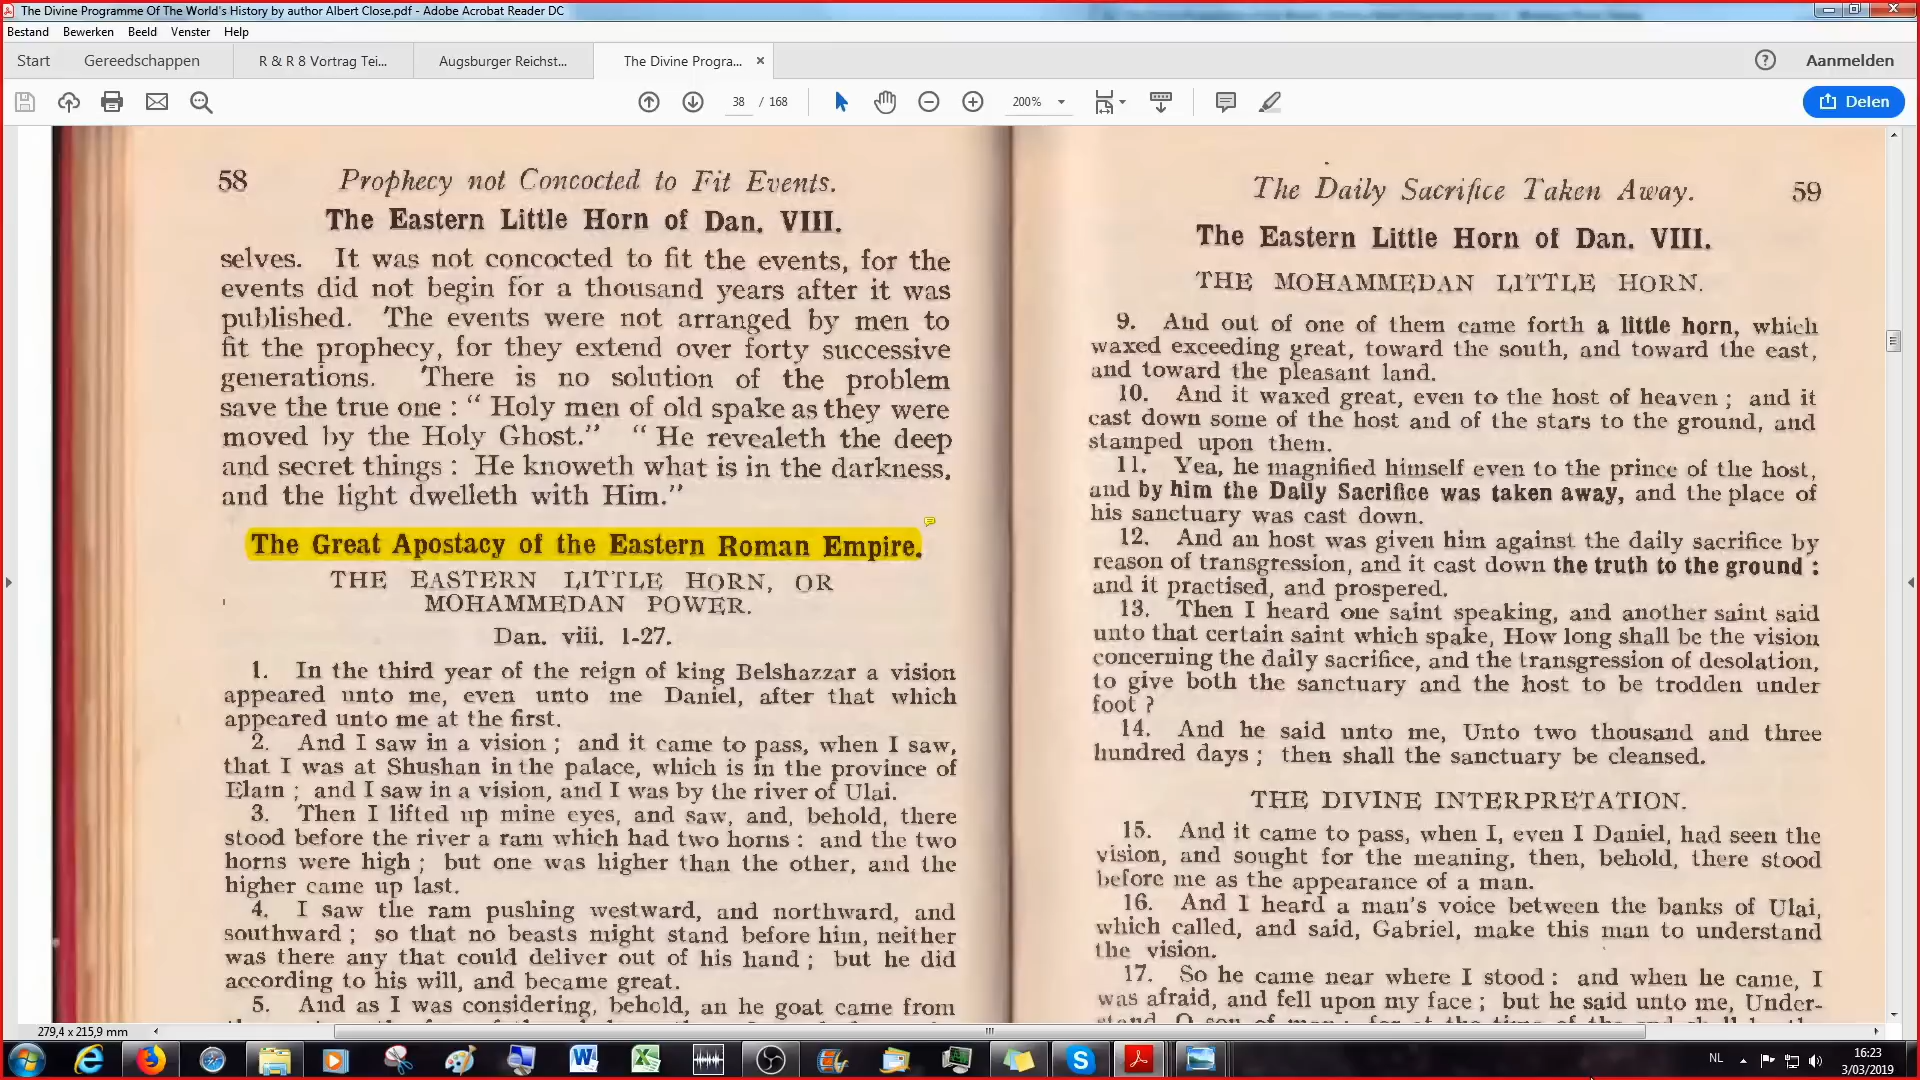 The Divine Programme Of The World's History by author Albert Close.pdf - Adobe Acrobat Reader DC
Bestand Bewerken Beeld Venster Help
Start Gereedschappen R & R 8 Vortrag Tei... Augsburger Reichst... The Divine Progra... × Aanmelden
38 / 168 200% Delen
58 Prophecy not Concocted to Fit Events.
The Eastern Little Horn of Dan. VIII.
selves. It was not concocted to fit the events, for the
events did not begin for a thousand years after it was
published. The events were not arranged by men to
fit the prophecy, for they extend over forty successive
generations. There is no solution of the problem
save the true one : " Holy men of old spake as they were
moved by the Holy Ghost." " He revealeth the deep
and secret things : He knoweth what is in the darkness,
and the light dwelleth with Him."
The Great Apostacy of the Eastern Roman Empire.
THE EASTERN LITTLE HORN, OR
MOHAMMEDAN POWER.
Dan. viii. 1-27.
1. In the third year of the reign of king Belshazzar a vision
appeared unto me, even unto me Daniel, after that which
appeared unto me at the first.
2. And I saw in a vision ; and it came to pass, when I saw,
that I was at Shushan in the palace, which is in the province of
Elam ; and I saw in a vision, and I was by the river of Ulai.
3. Then I lifted up mine eyes, and saw, and, behold, there
stood before the river a ram which had two horns : and the two
horns were high ; but one was higher than the other, and the
higher came up last.
4. I saw the ram pushing westward, and northward, and
southward ; so that no beasts might stand before him, neither
was there any that could deliver out of his hand ; but he did
according to his will, and became great.
5. And as I was considering, behold, an he goat came from
The Daily Sacrifice Taken Away. 59
The Eastern Little Horn of Dan. VIII.
THE MOHAMMEDAN LITTLE HORN.
9. And out of one of them came forth a little horn, which
waxed exceeding great, toward the south, and toward the east,
and toward the pleasant land.
10. And it waxed great, even to the host of heaven ; and it
cast down some of the host and of the stars to the ground, and
stamped upon them.
11. Yea, he magnified himself even to the prince of the host,
and by him the Daily Sacrifice was taken away, and the place of
his sanctuary was cast down.
12. And an host was given him against the daily sacrifice by
reason of transgression, and it cast down the truth to the ground :
and it practised, and prospered.
13. Then I heard one saint speaking, and another saint said
unto that certain saint which spake, How long shall be the vision
concerning the daily sacrifice, and the transgression of desolation,
to give both the sanctuary and the host to be trodden under
foot ?
14. And he said unto me, Unto two thousand and three
hundred days ; then shall the sanctuary be cleansed.
THE DIVINE INTERPRETATION.
15. And it came to pass, when I, even I Daniel, had seen the
vision, and sought for the meaning, then, behold, there stood
before me as the appearance of a man.
16. And I heard a man's voice between the banks of Ulai,
which called, and said, Gabriel, make this man to understand
the vision.
17. So he came near where I stood : and when he came, I
was afraid, and fell upon my face ; but he said unto me, Under-
279,4 x 215,9 mm
NL 16:23
3/03/2019